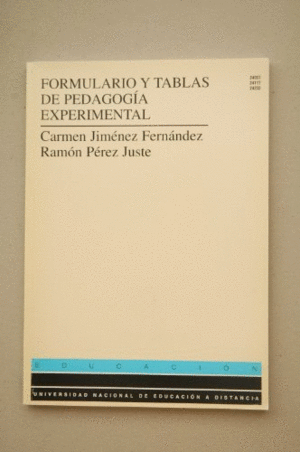 FORMULARIO Y TABLAS
DE PEDAGOGÍA
EXPERIMENTAL
Carmen Jiménez Fernández
Ramón Pérez Juste
EDUCACIÓN
UNIVERSIDAD NACIONAL DE EDUCACIÓN A DISTANCIA